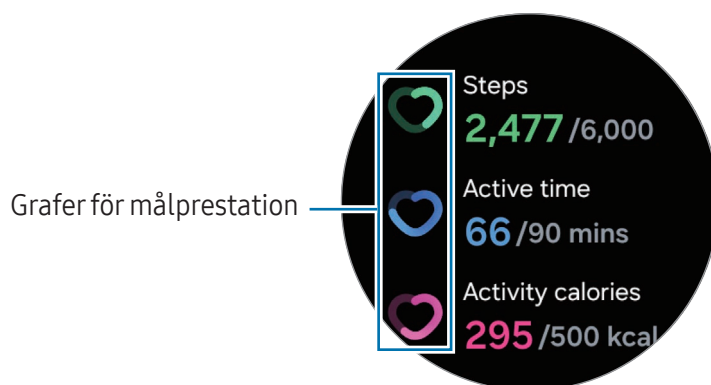 Grafer för målprestation
Steps
2,477 /6,000
Active time
66 /90 mins
Activity calories
295 /500 kcal